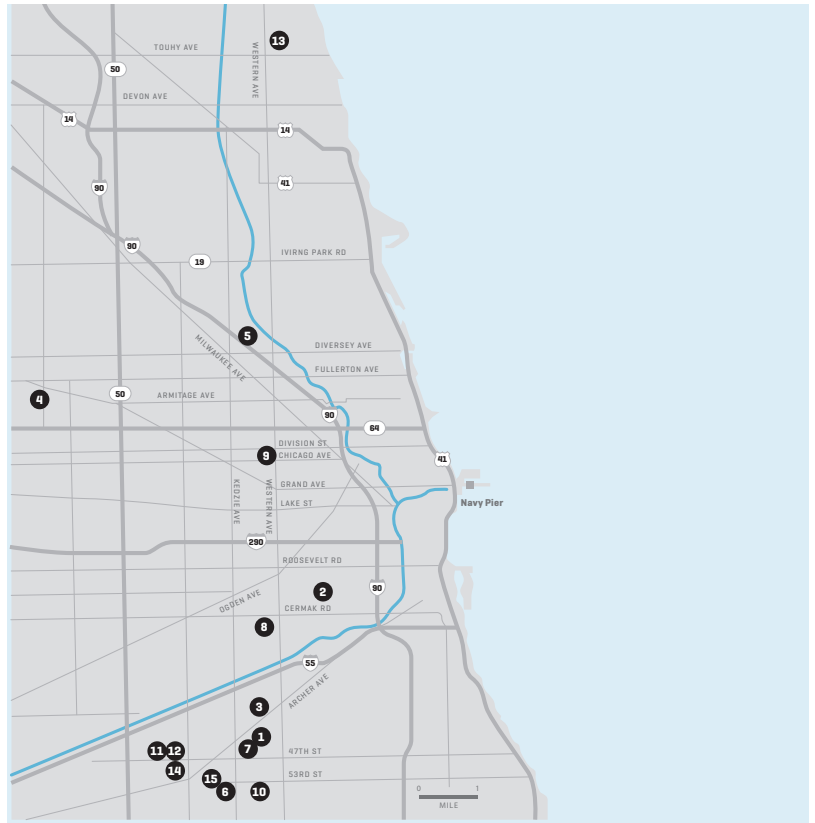 13
TOUHY AVE
WESTERN AVE
50
DEVON AVE
14
14
41
90
90
19
IVIRNG PARK RD
5
MILWAUKEE AVE
DIVERSEY AVE
FULLERTON AVE
4
50
ARMITAGE AVE
90
64
DIVISION ST
9
CHICAGO AVE
41
KEDZIE AVE
WESTERN AVE
GRAND AVE
LAKE ST
Navy Pier
290
ROOSEVELT RD
90
2
OGDEN AVE
CERMAK RD
8
55
ARCHER AVE
3
1
11
12
7
47TH ST
14
15
53RD ST
6
10
0
1
MILE